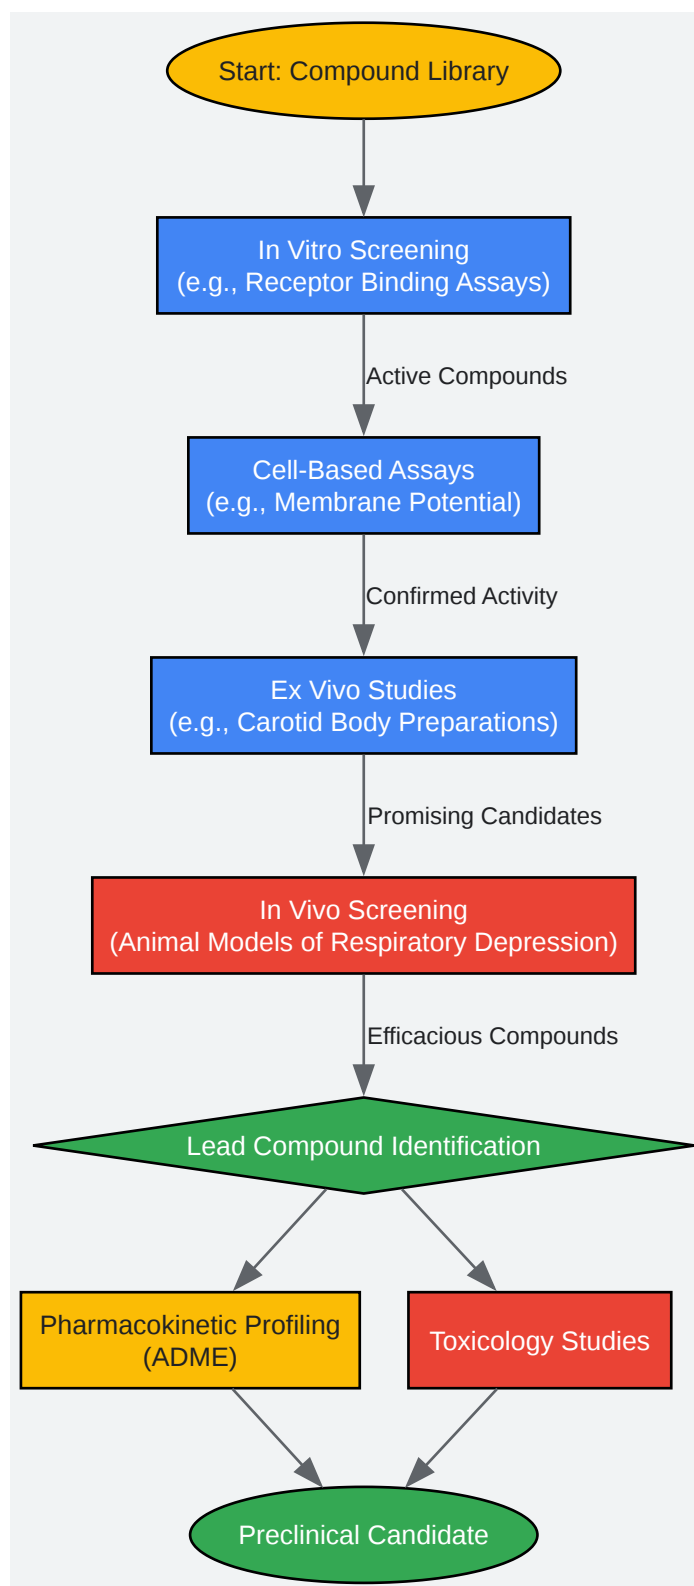 Start: Compound Library
In Vitro Screening
(e.g., Receptor Binding Assays)
Active Compounds
Cell-Based Assays
(e.g., Membrane Potential)
Confirmed Activity
Ex Vivo Studies
(e.g., Carotid Body Preparations)
Promising Candidates
In Vivo Screening
(Animal Models of Respiratory Depression)
Efficacious Compounds
Lead Compound Identification
Pharmacokinetic Profiling
(ADME)
Toxicology Studies
Preclinical Candidate